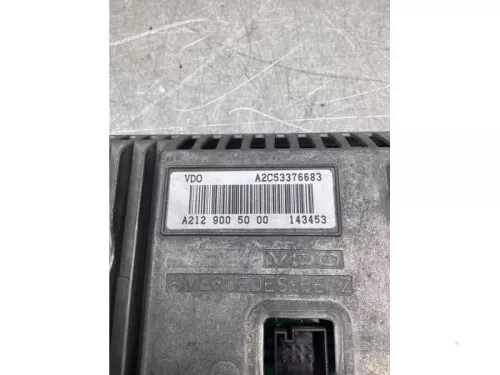 VDO A2C53376683
A212 900 50 00 143453
VDO
MERCEDES-BENZ